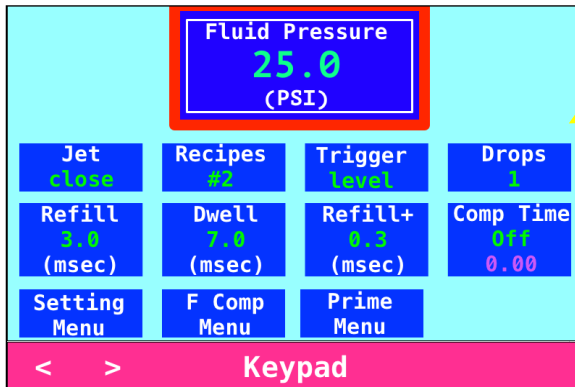 Fluid Pressure
25.0
(PSI)
Jet
close
Recipes
#2
Trigger
level
Drops
1
Refill
3.0
(msec)
Dwell
7.0
(msec)
Refill+
0.3
(msec)
Comp Time
Off
0.00
Setting
Menu
F Comp
Menu
Prime
Menu
< > Keypad